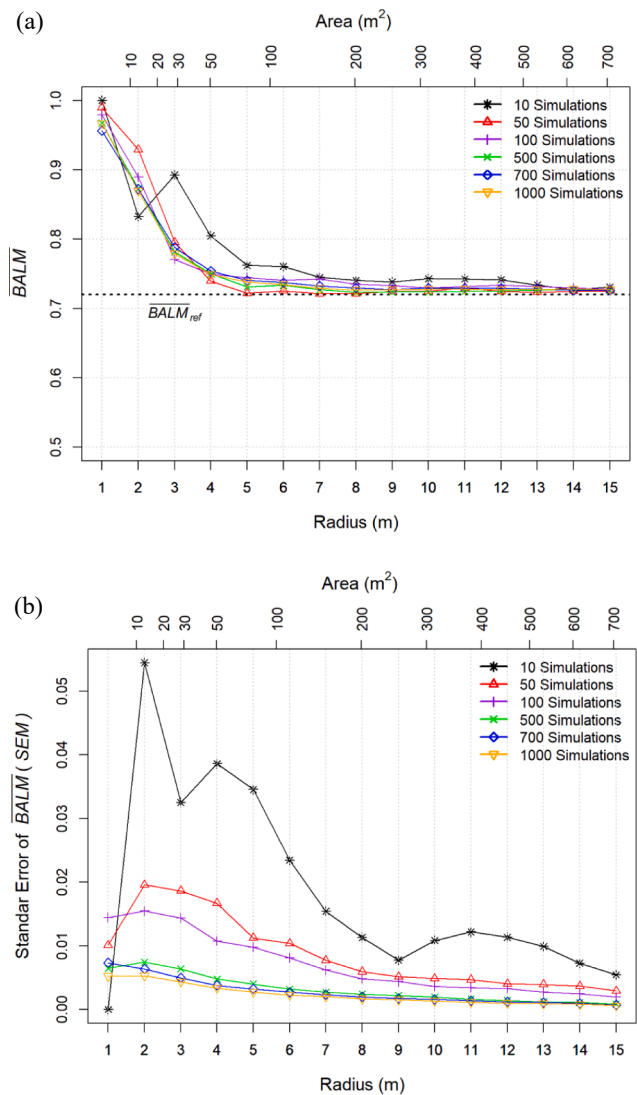 (a)
Area (m²)
10 20 30 50 100 200 300 400 500 600 700
BALM
1.0
0.9
0.8
0.7
0.6
0.5
10 Simulations
50 Simulations
100 Simulations
500 Simulations
700 Simulations
1000 Simulations
BALM ref
1 2 3 4 5 6 7 8 9 10 11 12 13 14 15
Radius (m)
(b)
Area (m²)
10 20 30 50 100 200 300 400 500 600 700
Standar Error of BALM ( SEM )
0.05
0.04
0.03
0.02
0.01
0.00
10 Simulations
50 Simulations
100 Simulations
500 Simulations
700 Simulations
1000 Simulations
1 2 3 4 5 6 7 8 9 10 11 12 13 14 15
Radius (m)